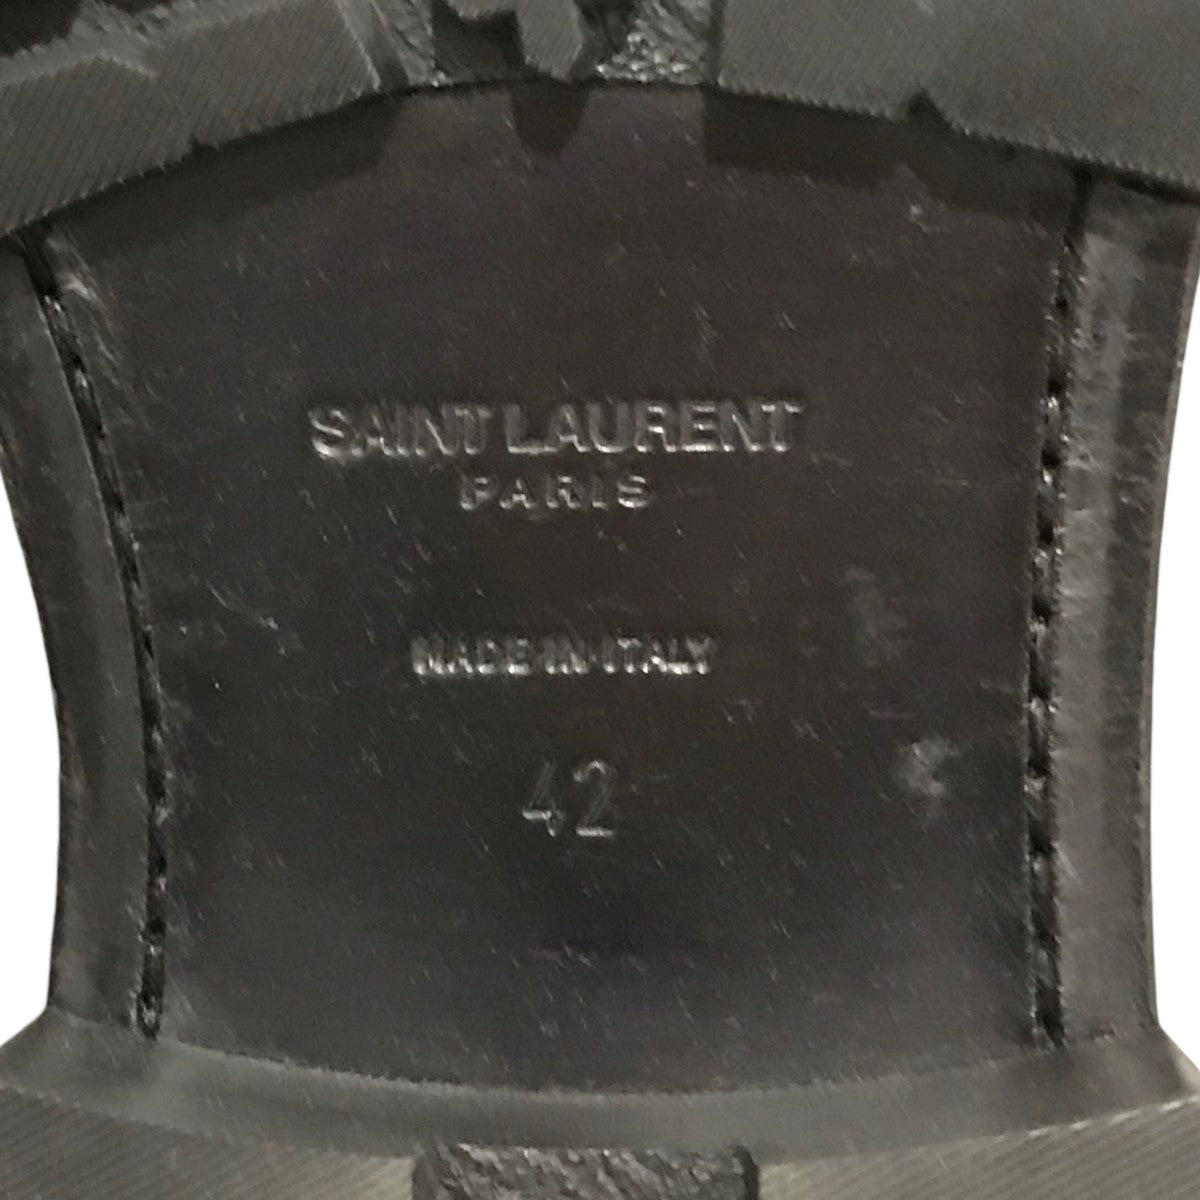 SAINT LAURENT
PARIS
MADE IN ITALY
42